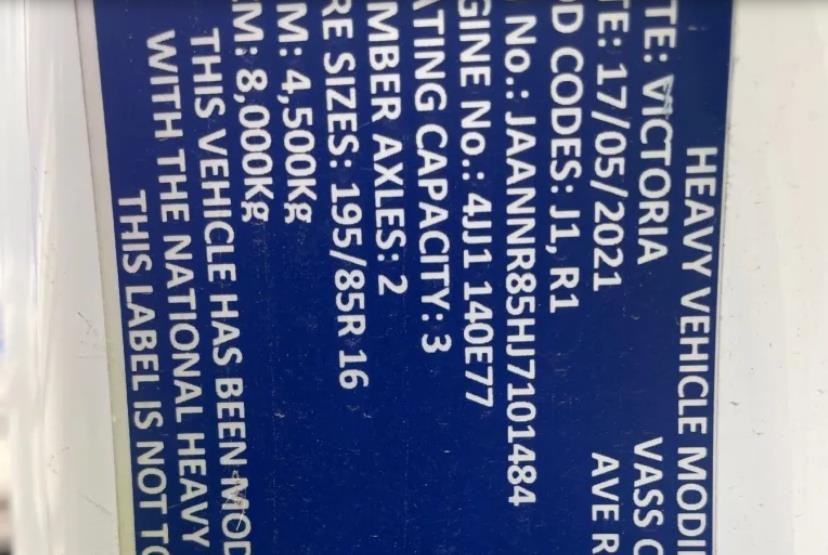 HEAVY VEHICLE MODI
TE: VICTORIA VASS C
TE: 17/05/2021 AVE R
D CODES: J1, R1
No.: JAANNR85HJ7101484
GINE No.: 4JJ1 140E77
ATING CAPACITY: 3
MBER AXLES: 2
RE SIZES: 195/85R 16
M: 4,500Kg
M: 8,000Kg
THIS VEHICLE HAS BEEN MOD
WITH THE NATIONAL HEAVY
THIS LABEL IS NOT TO